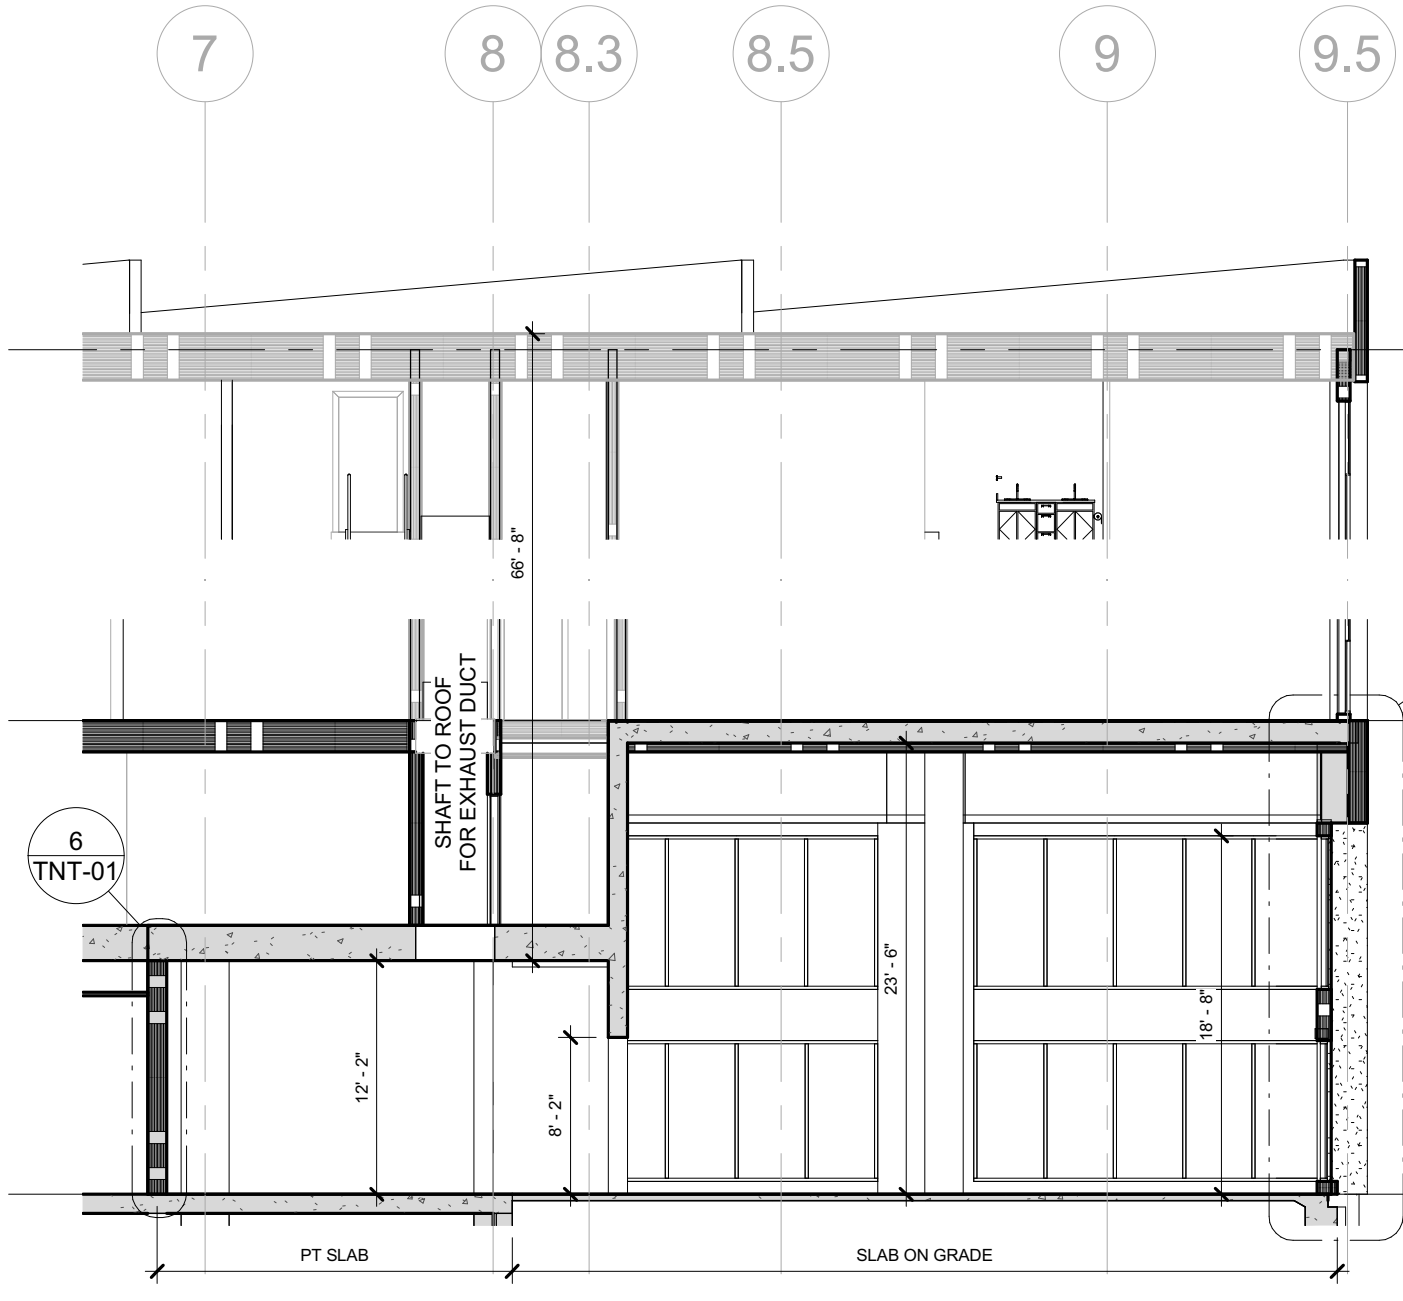 7
8
8.3
8.5
9
9.5
66' - 8"
SHAFT TO ROOF
FOR EXHAUST DUCT
6
TNT-01
23' - 6"
18' - 8"
12' - 2"
8' - 2"
PT SLAB
SLAB ON GRADE